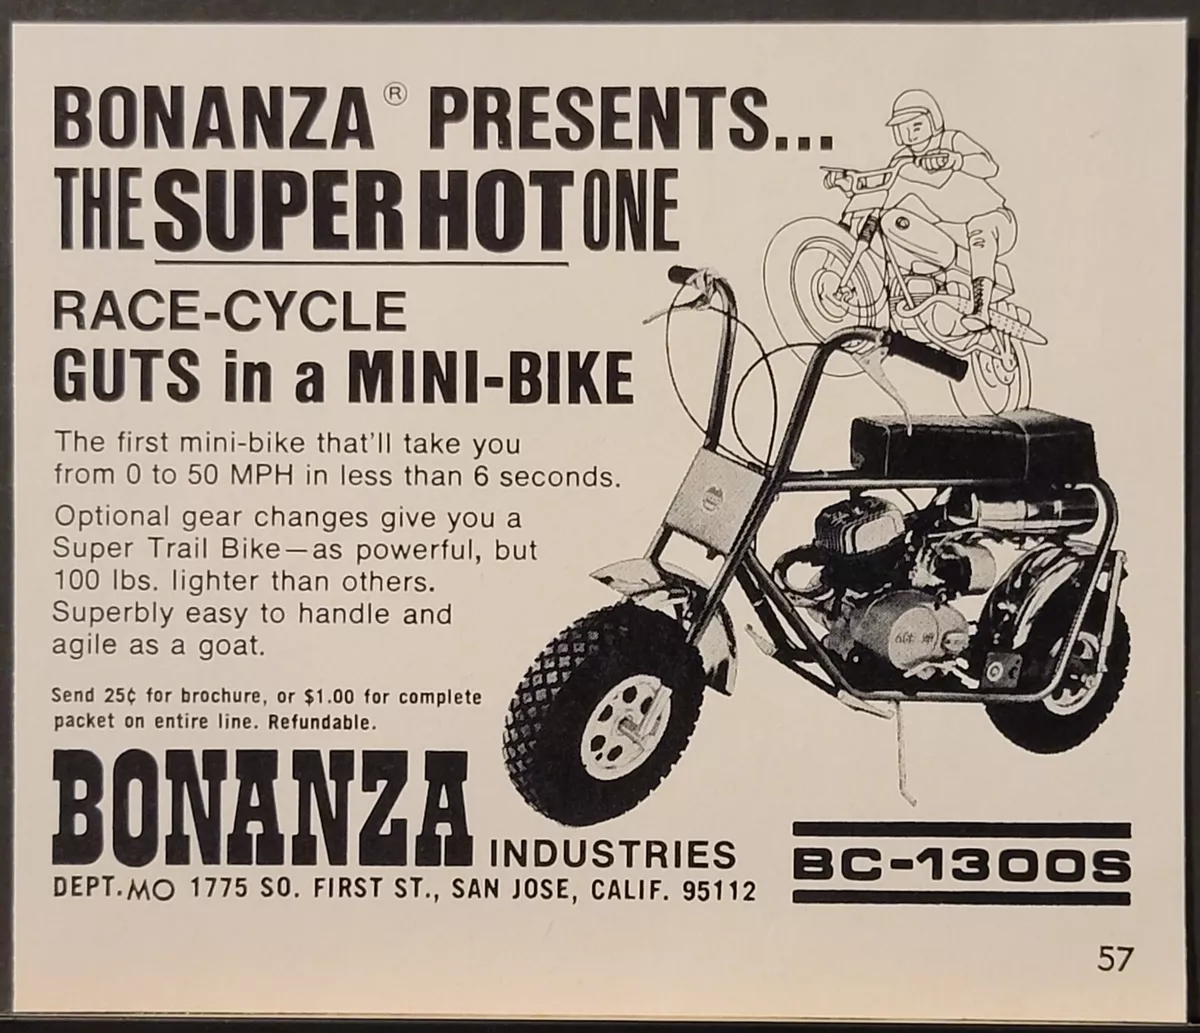 BONANZA® PRESENTS...
THE SUPER HOT ONE
RACE-CYCLE
GUTS in a MINI-BIKE
The first mini-bike that'll take you
from 0 to 50 MPH in less than 6 seconds.
Optional gear changes give you a
Super Trail Bike—as powerful, but
100 lbs. lighter than others.
Superbly easy to handle and
agile as a goat.
Send 25¢ for brochure, or $1.00 for complete
packet on entire line. Refundable.
BONANZA INDUSTRIES
DEPT. MO 1775 SO. FIRST ST., SAN JOSE, CALIF. 95112
BC-1300S
57